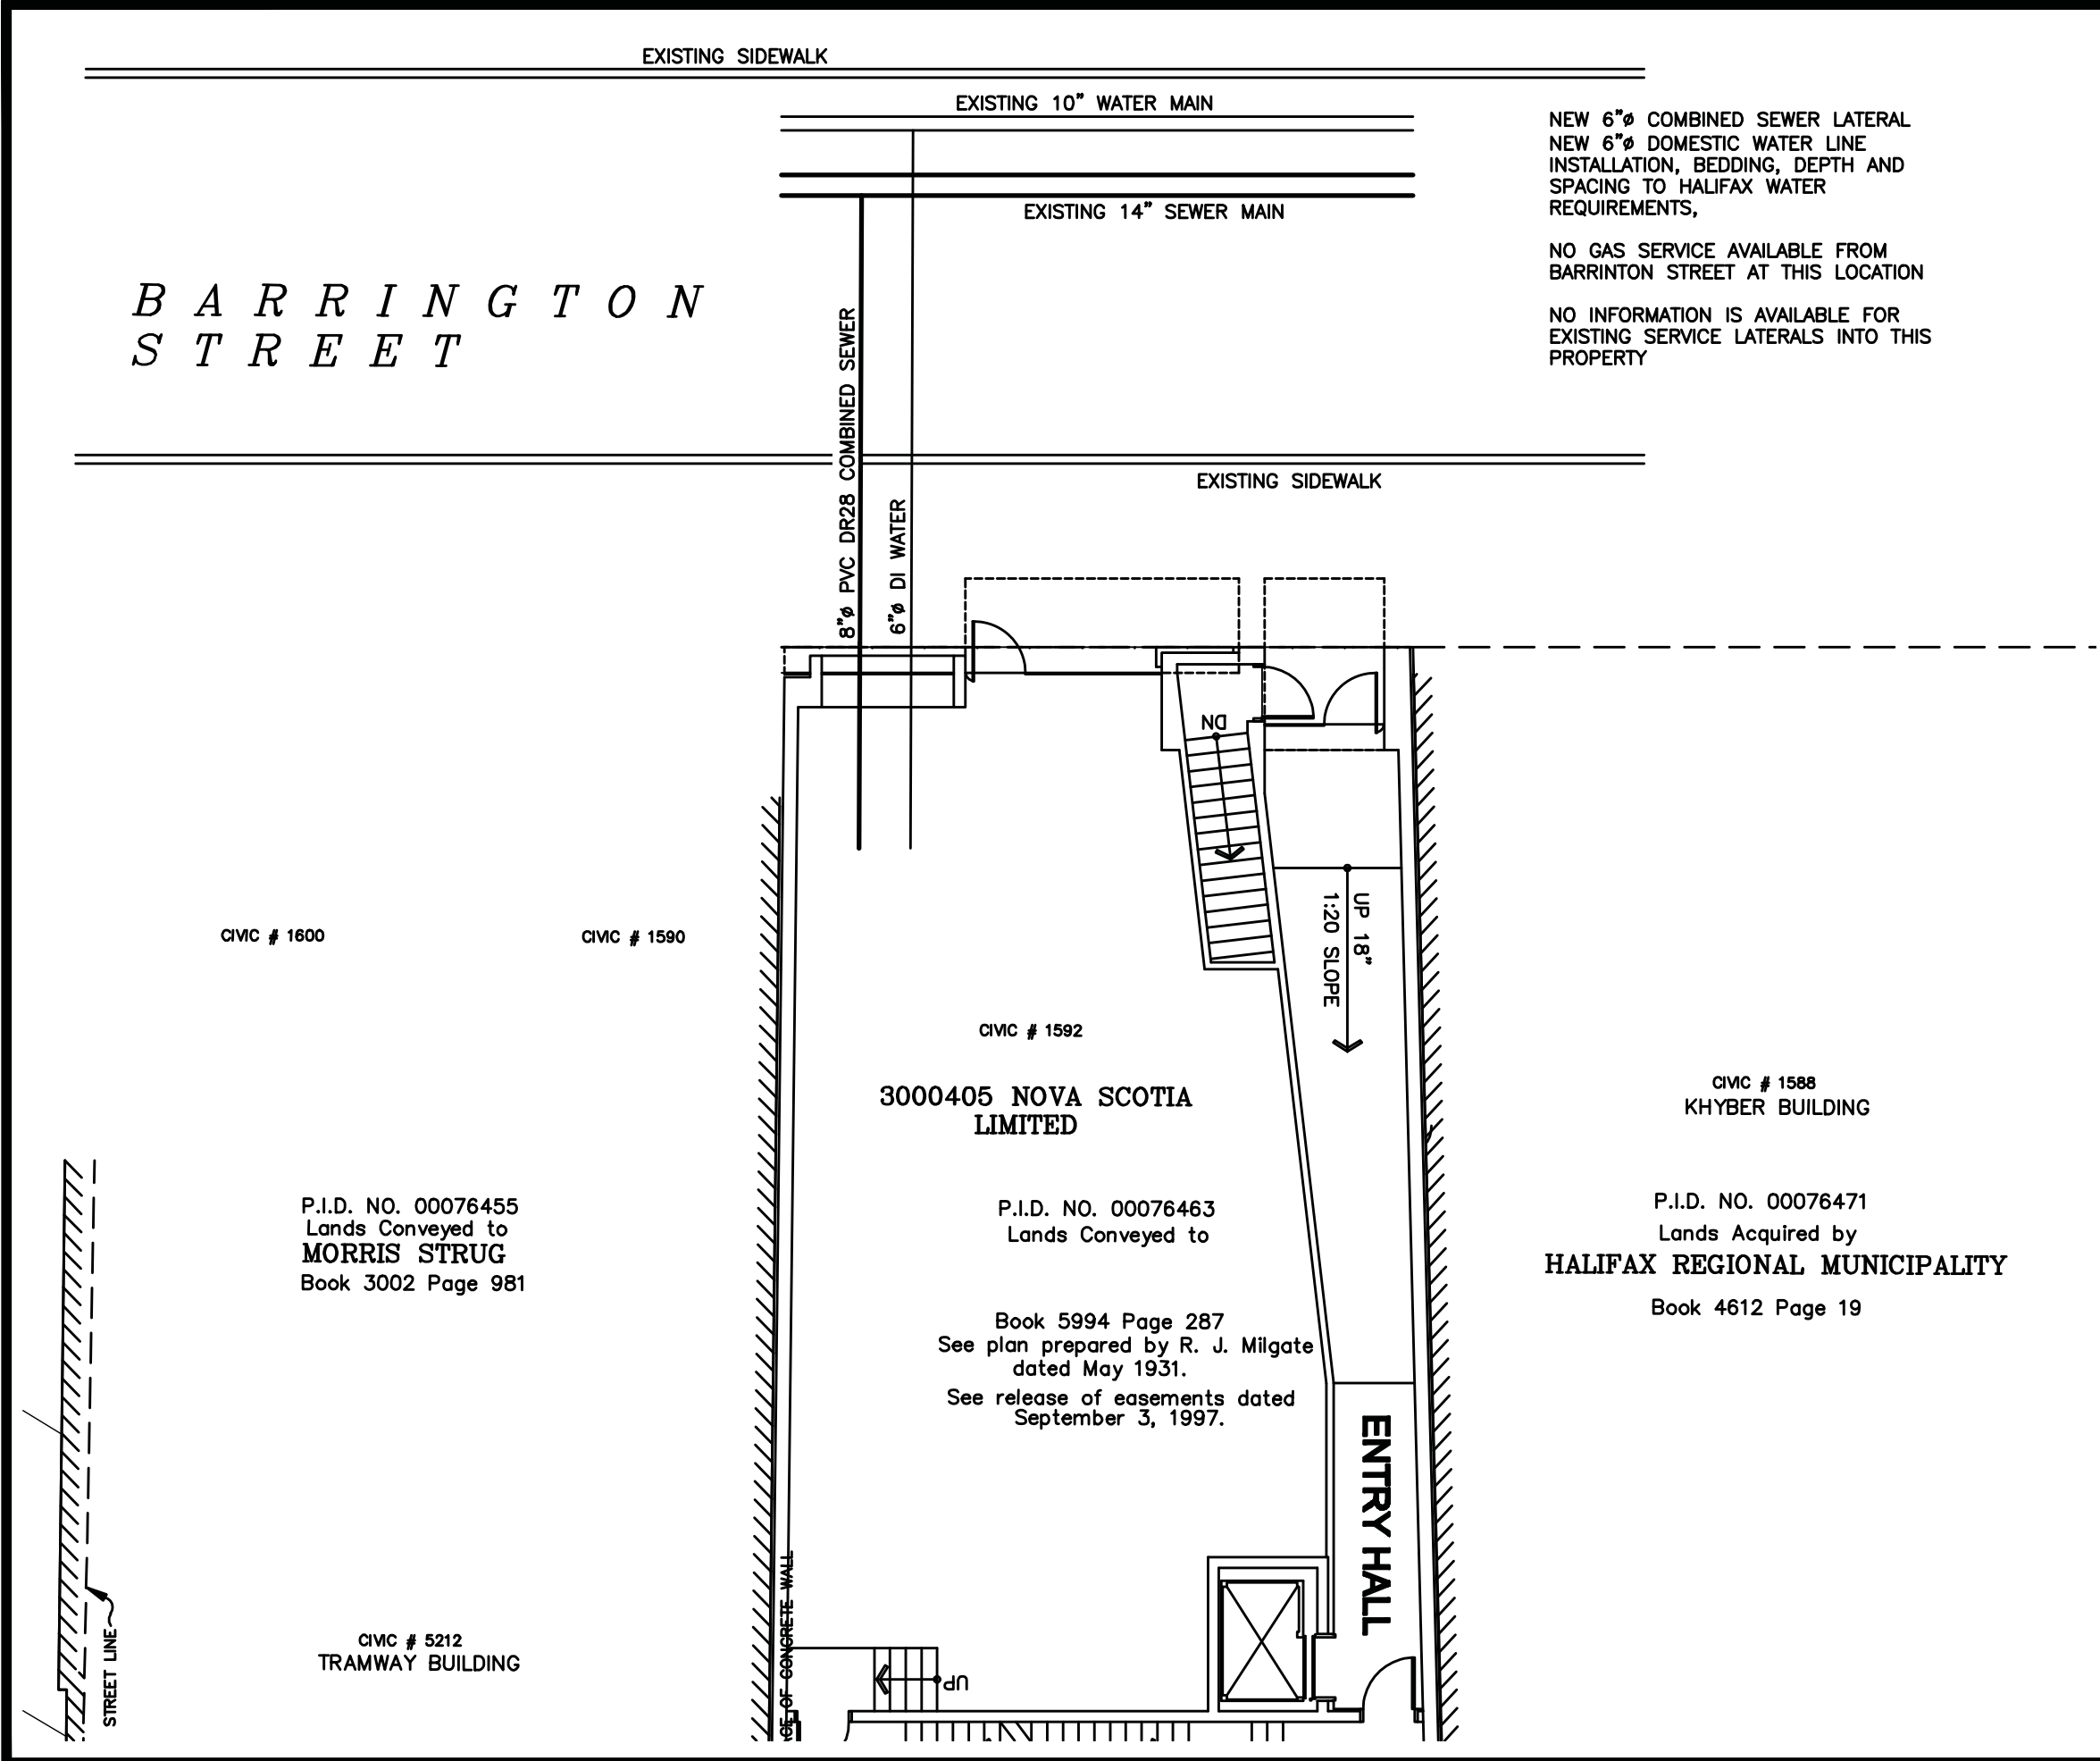 EXISTING SIDEWALK
EXISTING 10" WATER MAIN
EXISTING 14" SEWER MAIN
NEW 6"ø COMBINED SEWER LATERAL
NEW 6"ø DOMESTIC WATER LINE
INSTALLATION, BEDDING, DEPTH AND
SPACING TO HALIFAX WATER
REQUIREMENTS,
NO GAS SERVICE AVAILABLE FROM
BARRINTON STREET AT THIS LOCATION
NO INFORMATION IS AVAILABLE FOR
EXISTING SERVICE LATERALS INTO THIS
PROPERTY
BARRINGTON
STREET
8"ø PVC DR28 COMBINED SEWER
6"ø DI WATER
EXISTING SIDEWALK
DN
UP 18"
1:20 SLOPE
CIVIC # 1600
CIVIC # 1590
CIVIC # 1592
3000405 NOVA SCOTIA
LIMITED
CIVIC # 1588
KHYBER BUILDING
P.I.D. NO. 00076455
Lands Conveyed to
MORRIS STRUG
Book 3002 Page 981
P.I.D. NO. 00076463
Lands Conveyed to
Book 5994 Page 287
See plan prepared by R. J. Milgate
dated May 1931.
See release of easements dated
September 3, 1997.
P.I.D. NO. 00076471
Lands Acquired by
HALIFAX REGIONAL MUNICIPALITY
Book 4612 Page 19
ENTRY HALL
STREET LINE
CIVIC # 5212
TRAMWAY BUILDING
OF CONCRETE WALL
UP